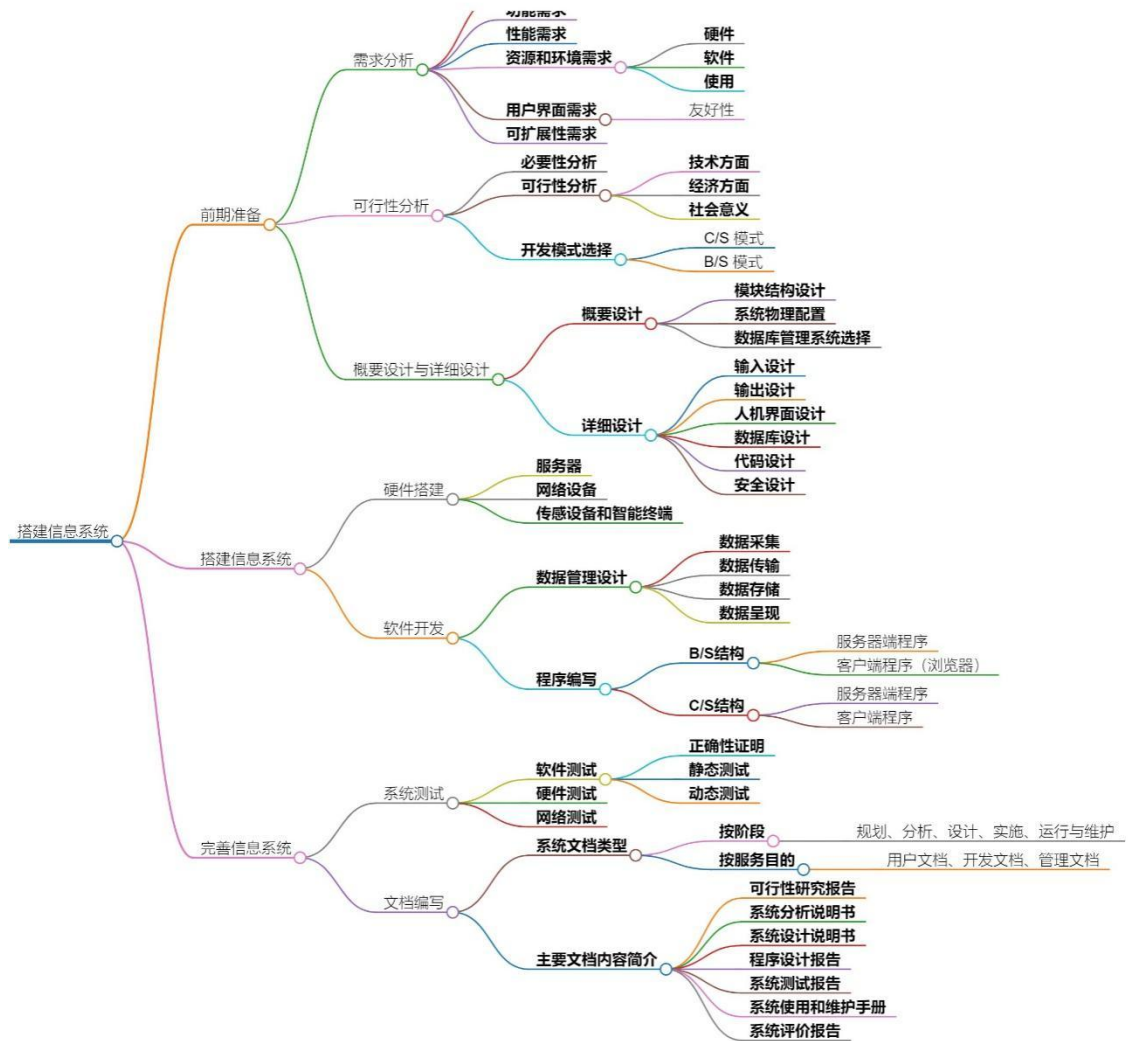 搭建信息系统
前期准备
需求分析
功能需求
性能需求
资源和环境需求
硬件
软件
使用
用户界面需求
友好性
可扩展性需求
可行性分析
必要性分析
可行性分析
技术方面
经济方面
社会意义
开发模式选择
C/S 模式
B/S 模式
概要设计与详细设计
概要设计
模块结构设计
系统物理配置
数据库管理系统选择
详细设计
输入设计
输出设计
人机界面设计
数据库设计
代码设计
安全设计
搭建信息系统
硬件搭建
服务器
网络设备
传感设备和智能终端
软件开发
数据管理设计
数据采集
数据传输
数据存储
数据呈现
程序编写
B/S结构
服务器端程序
客户端程序（浏览器）
C/S结构
服务器端程序
客户端程序
完善信息系统
系统测试
软件测试
正确性证明
静态测试
动态测试
硬件测试
网络测试
文档编写
系统文档类型
按阶段
规划、分析、设计、实施、运行与维护
按服务目的
用户文档、开发文档、管理文档
主要文档内容简介
可行性研究报告
系统分析说明书
系统设计说明书
程序设计报告
系统测试报告
系统使用和维护手册
系统评价报告